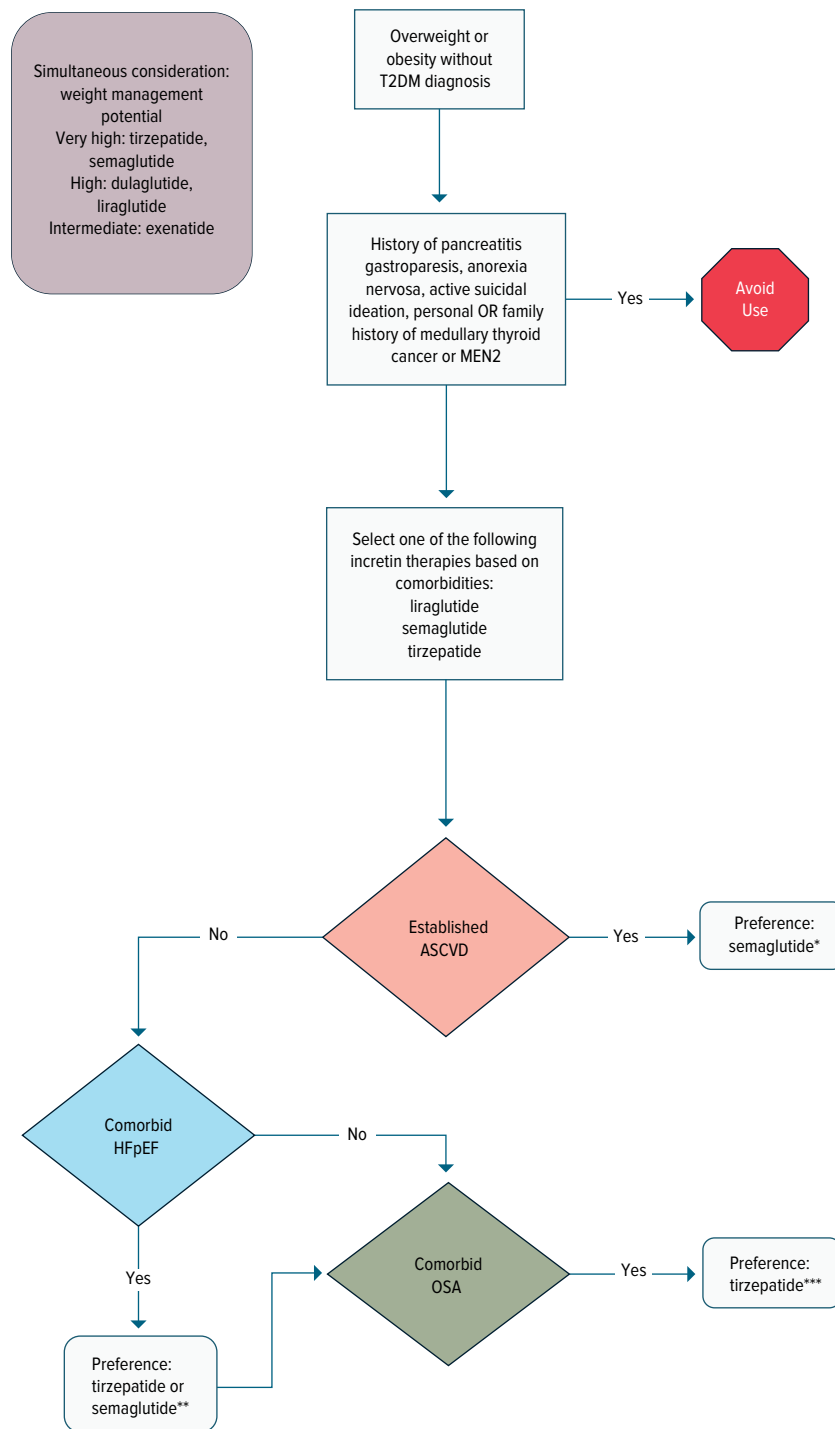 Simultaneous consideration:
weight management
potential
Very high: tirzepatide,
semaglutide
High: dulaglutide,
liraglutide
Intermediate: exenatide
Overweight or
obesity without
T2DM diagnosis
History of pancreatitis
gastroparesis, anorexia
nervosa, active suicidal
ideation, personal OR family
history of medullary thyroid
cancer or MEN2
Yes
Avoid
Use
Select one of the following
incretin therapies based on
comorbidities:
liraglutide
semaglutide
tirzepatide
Established
ASCVD
No
Yes
Preference:
semaglutide*
Comorbid
HFpEF
No
Yes
Comorbid
OSA
Yes
Preference:
tirzepatide***
Preference:
tirzepatide or
semaglutide**